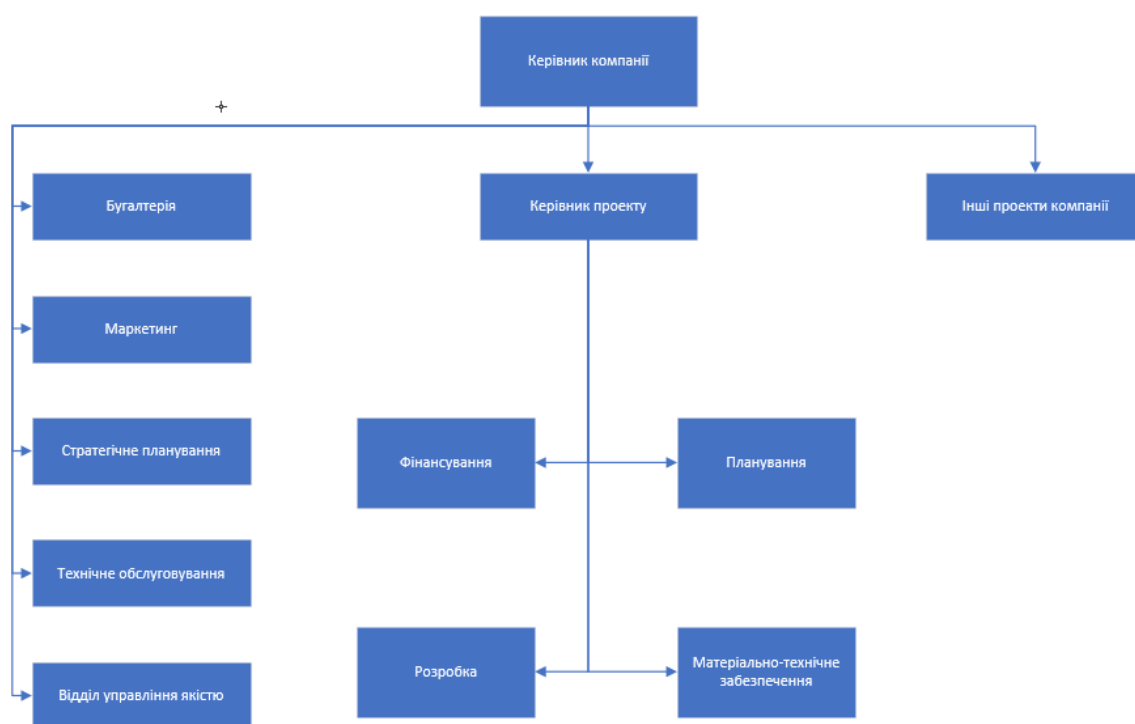 Керівник компанії
Бугалтерія
Керівник проекту
Інші проекти компанії
Маркетинг
Стратегічне планування
Фінансування
Планування
Технічне обслуговування
Розробка
Матеріально-технічне
забезпечення
Відділ управління якістю